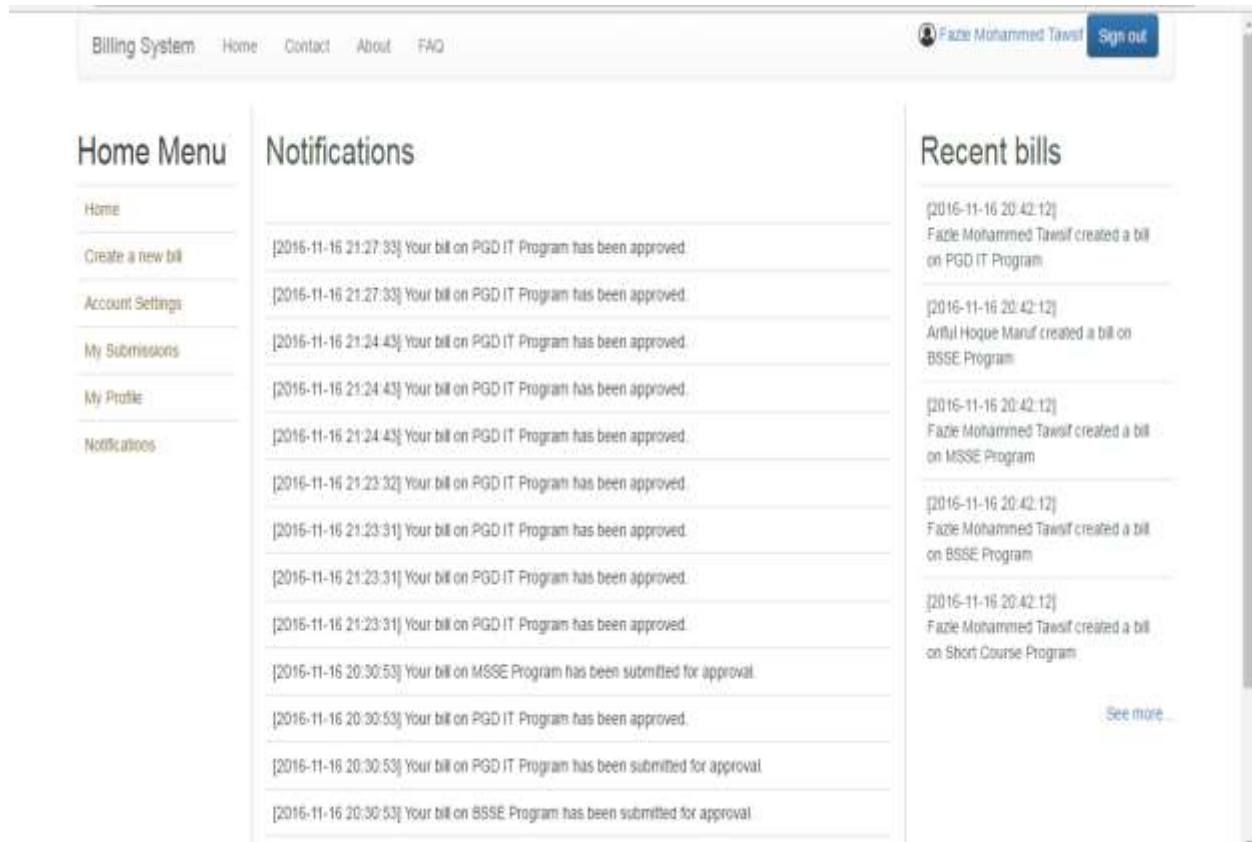 Billing System Home Contact About FAQ
Fazle Mohammed Tawsif Sign out
Home Menu
Home
Create a new bill
Account Settings
My Submissions
My Profile
Notifications
Notifications
[2016-11-16 21:27:33] Your bill on PGD IT Program has been approved.
[2016-11-16 21:27:33] Your bill on PGD IT Program has been approved.
[2016-11-16 21:24:43] Your bill on PGD IT Program has been approved.
[2016-11-16 21:24:43] Your bill on PGD IT Program has been approved.
[2016-11-16 21:24:43] Your bill on PGD IT Program has been approved.
[2016-11-16 21:23:32] Your bill on PGD IT Program has been approved.
[2016-11-16 21:23:31] Your bill on PGD IT Program has been approved.
[2016-11-16 21:23:31] Your bill on PGD IT Program has been approved.
[2016-11-16 21:23:31] Your bill on PGD IT Program has been approved.
[2016-11-16 20:30:53] Your bill on MSSE Program has been submitted for approval.
[2016-11-16 20:30:53] Your bill on PGD IT Program has been approved.
[2016-11-16 20:30:53] Your bill on PGD IT Program has been submitted for approval.
[2016-11-16 20:30:53] Your bill on BSSE Program has been submitted for approval.
Recent bills
[2016-11-16 20:42:12]
Fazle Mohammed Tawsif created a bill
on PGD IT Program
[2016-11-16 20:42:12]
Ariful Hoque Maruf created a bill on
BSSE Program
[2016-11-16 20:42:12]
Fazle Mohammed Tawsif created a bill
on MSSE Program
[2016-11-16 20:42:12]
Fazle Mohammed Tawsif created a bill
on BSSE Program
[2016-11-16 20:42:12]
Fazle Mohammed Tawsif created a bill
on Short Course Program
See more...